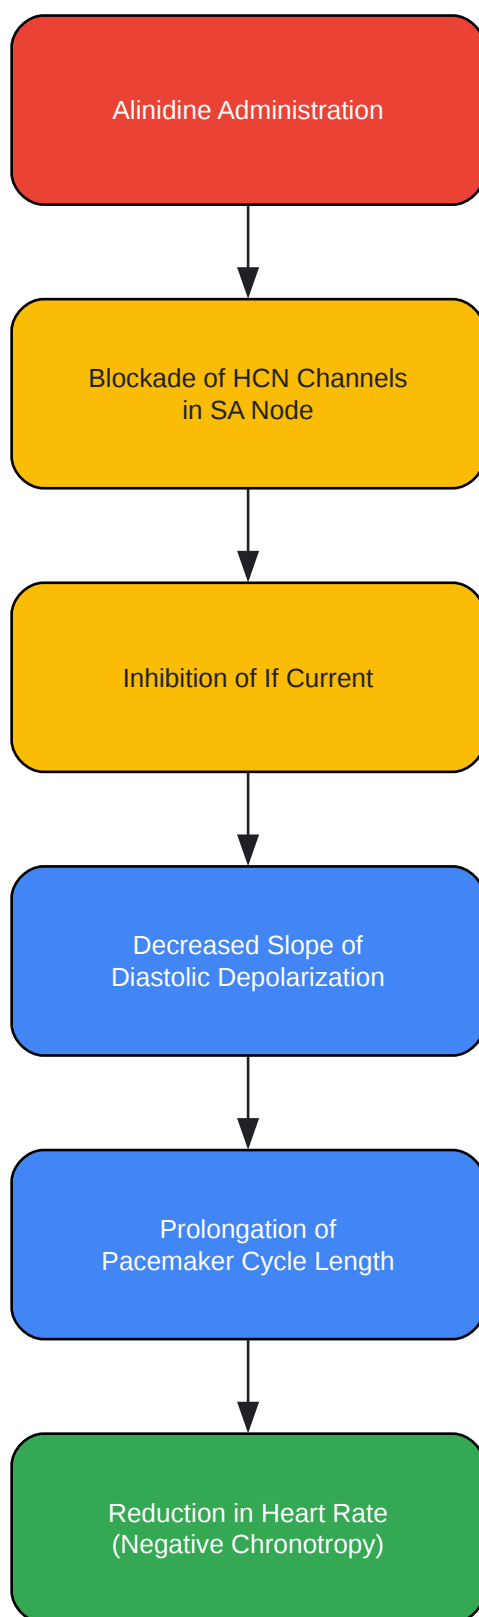 Alinidine Administration
Blockade of HCN Channels
in SA Node
Inhibition of If Current
Decreased Slope of
Diastolic Depolarization
Prolongation of
Pacemaker Cycle Length
Reduction in Heart Rate
(Negative Chronotropy)